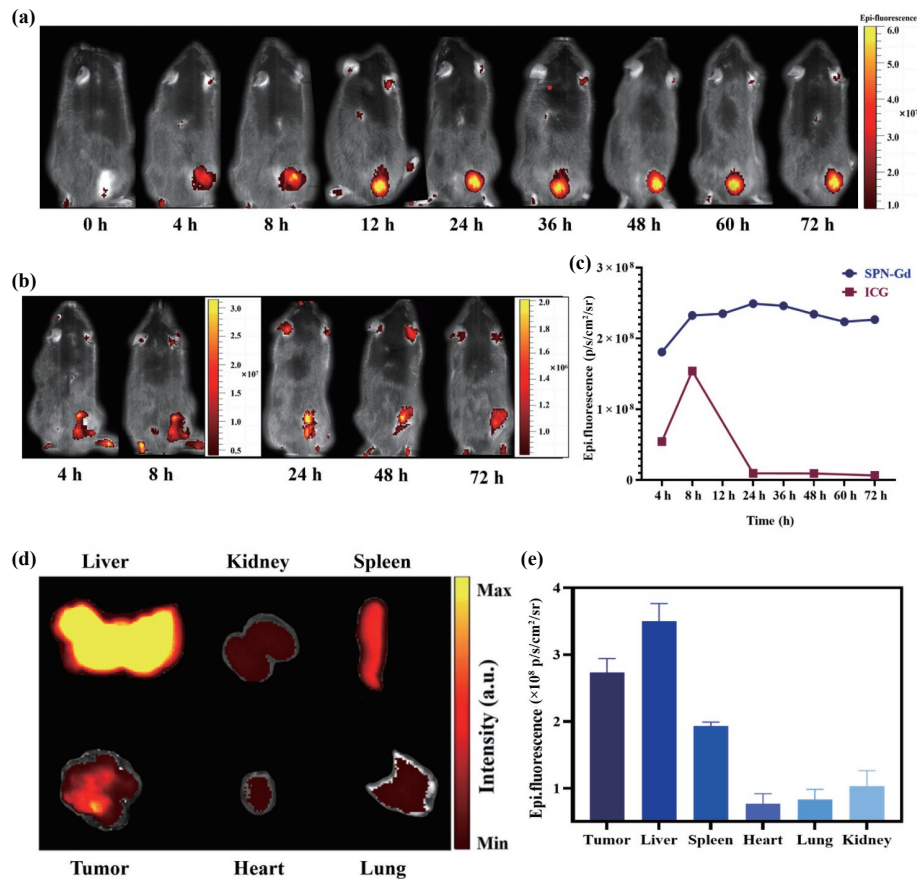 (a)
Epi-fluorescence
6.0
5.0
4.0
×10⁷
3.0
2.0
1.0
0 h 4 h 8 h 12 h 24 h 36 h 48 h 60 h 72 h
(b)
3.0
2.5
2.0
×10⁷
1.5
1.0
0.5
2.0
1.8
1.6
×10⁶
1.4
1.2
1.0
4 h 8 h 24 h 48 h 72 h
(c)
SPN-Gd
ICG
Epi.fluorescence (p/s/cm²/sr)
3×10⁸
2×10⁸
1×10⁸
0
4 h 8 h 12 h 24 h 36 h 48 h 60 h 72 h
Time (h)
(d)
Liver Kidney Spleen
Tumor Heart Lung
Max
Intensity (a.u.)
Min
(e)
Epi.fluorescence (×10⁸ p/s/cm²/sr)
4
3
2
1
Tumor Liver Spleen Heart Lung Kidney